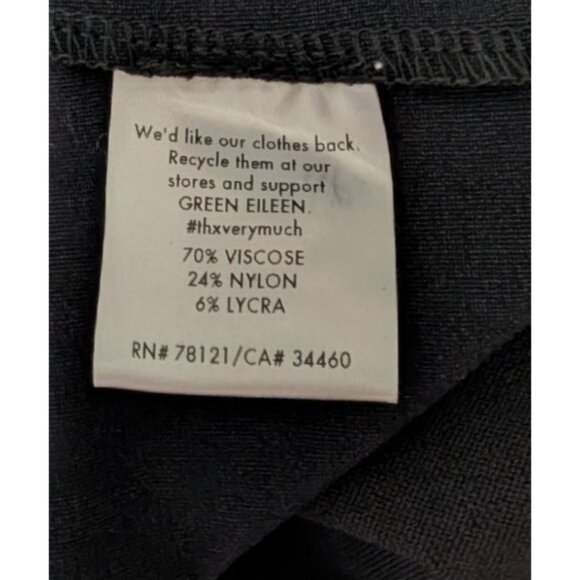 We'd like our clothes back.
Recycle them at our
stores and support
GREEN EILEEN.
#thxverymuch
70% VISCOSE
24% NYLON
6% LYCRA
RN# 78121/CA# 34460